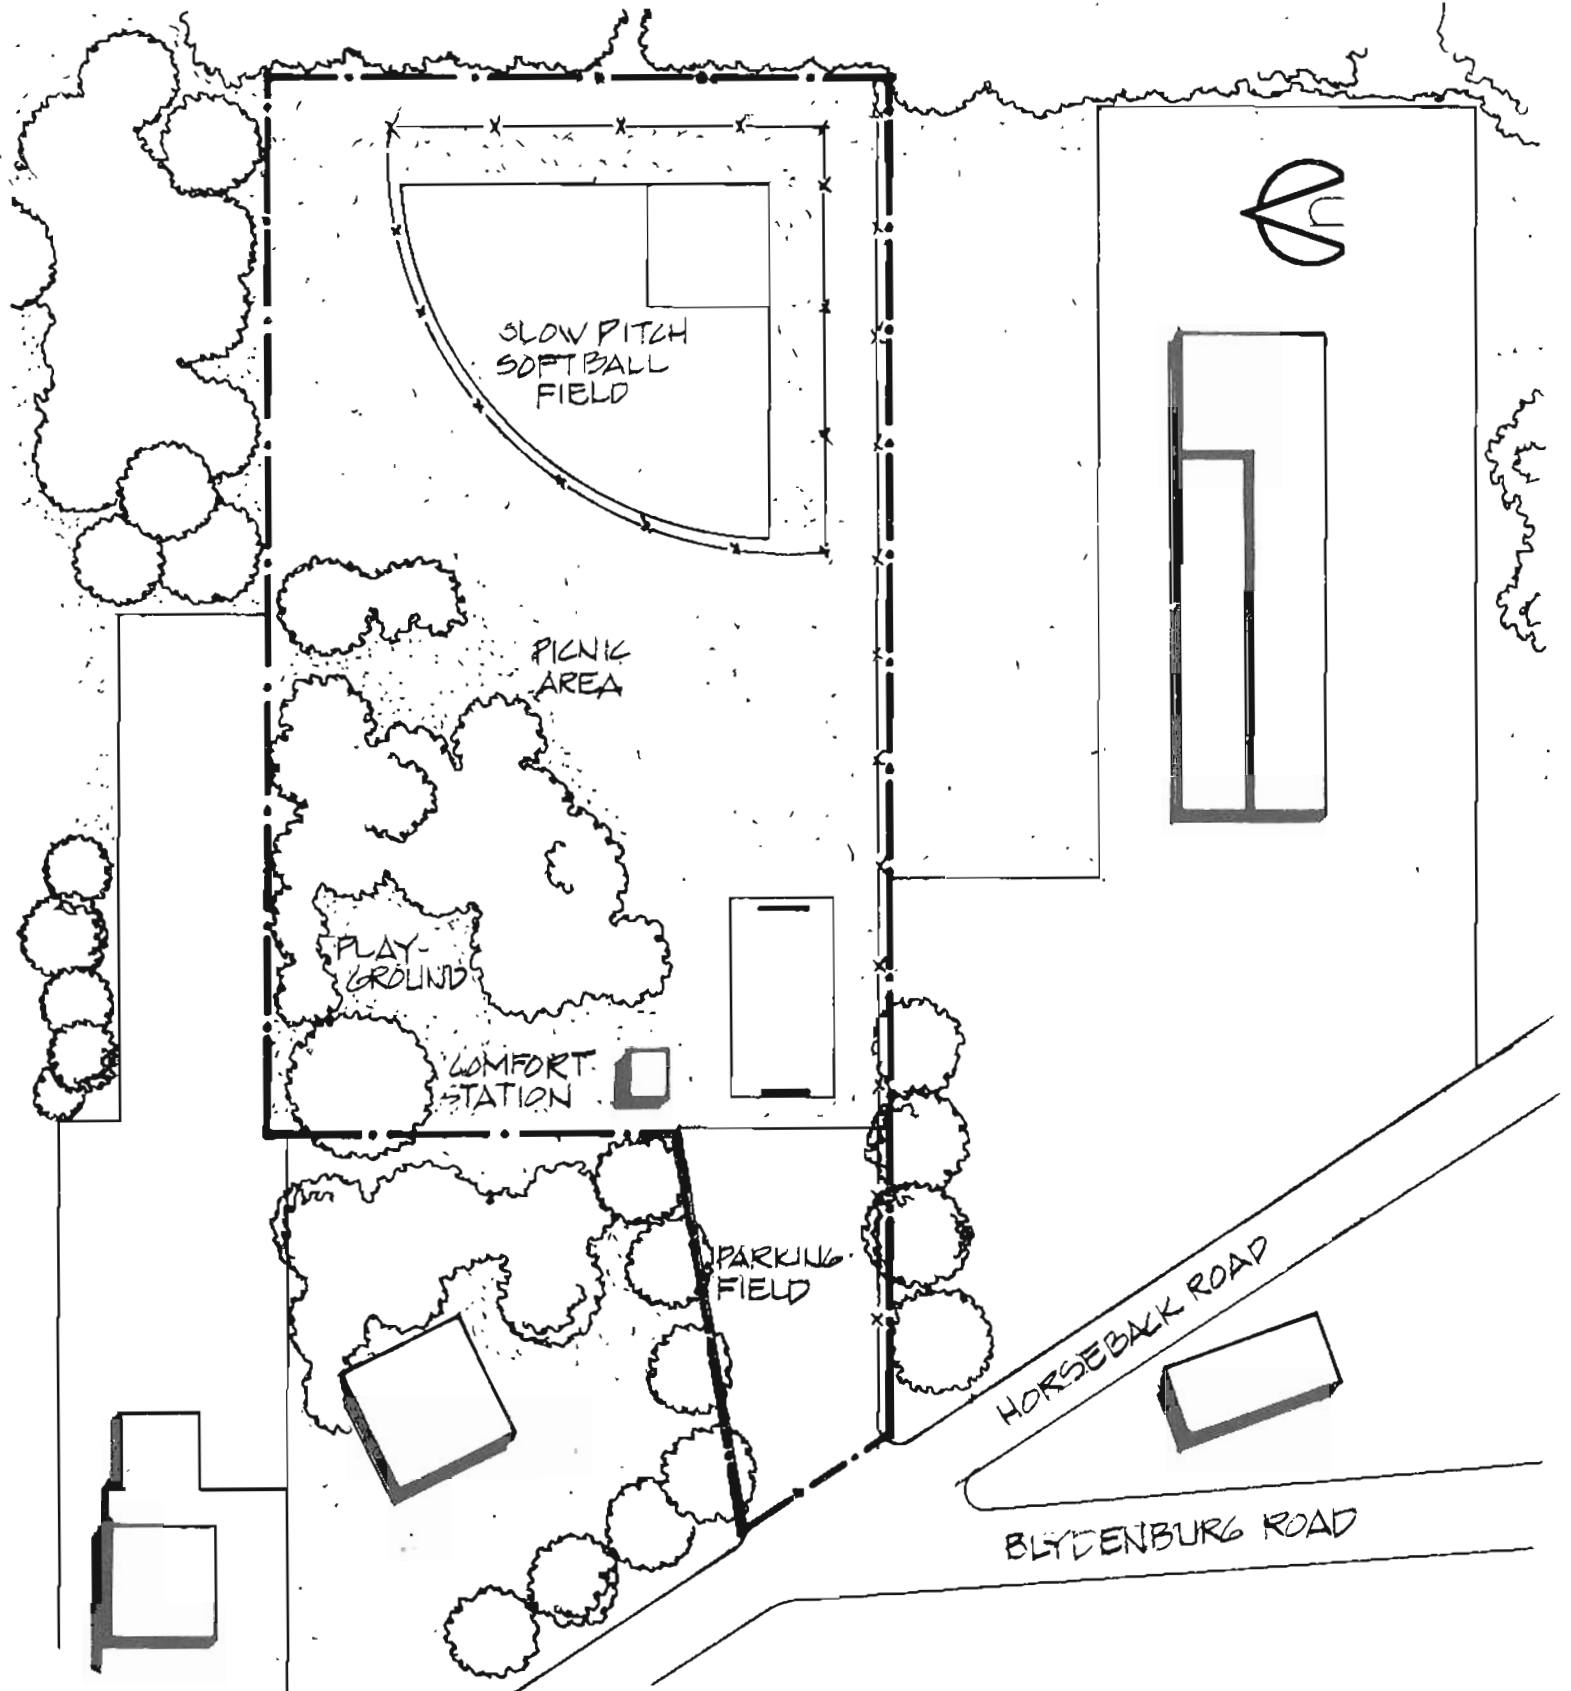 SLOW PITCH
SOFTBALL
FIELD
PICNIC
AREA
PLAY-
GROUND
COMFORT
STATION
PARKING
FIELD
HORSEBACK ROAD
BLYDENBURG ROAD